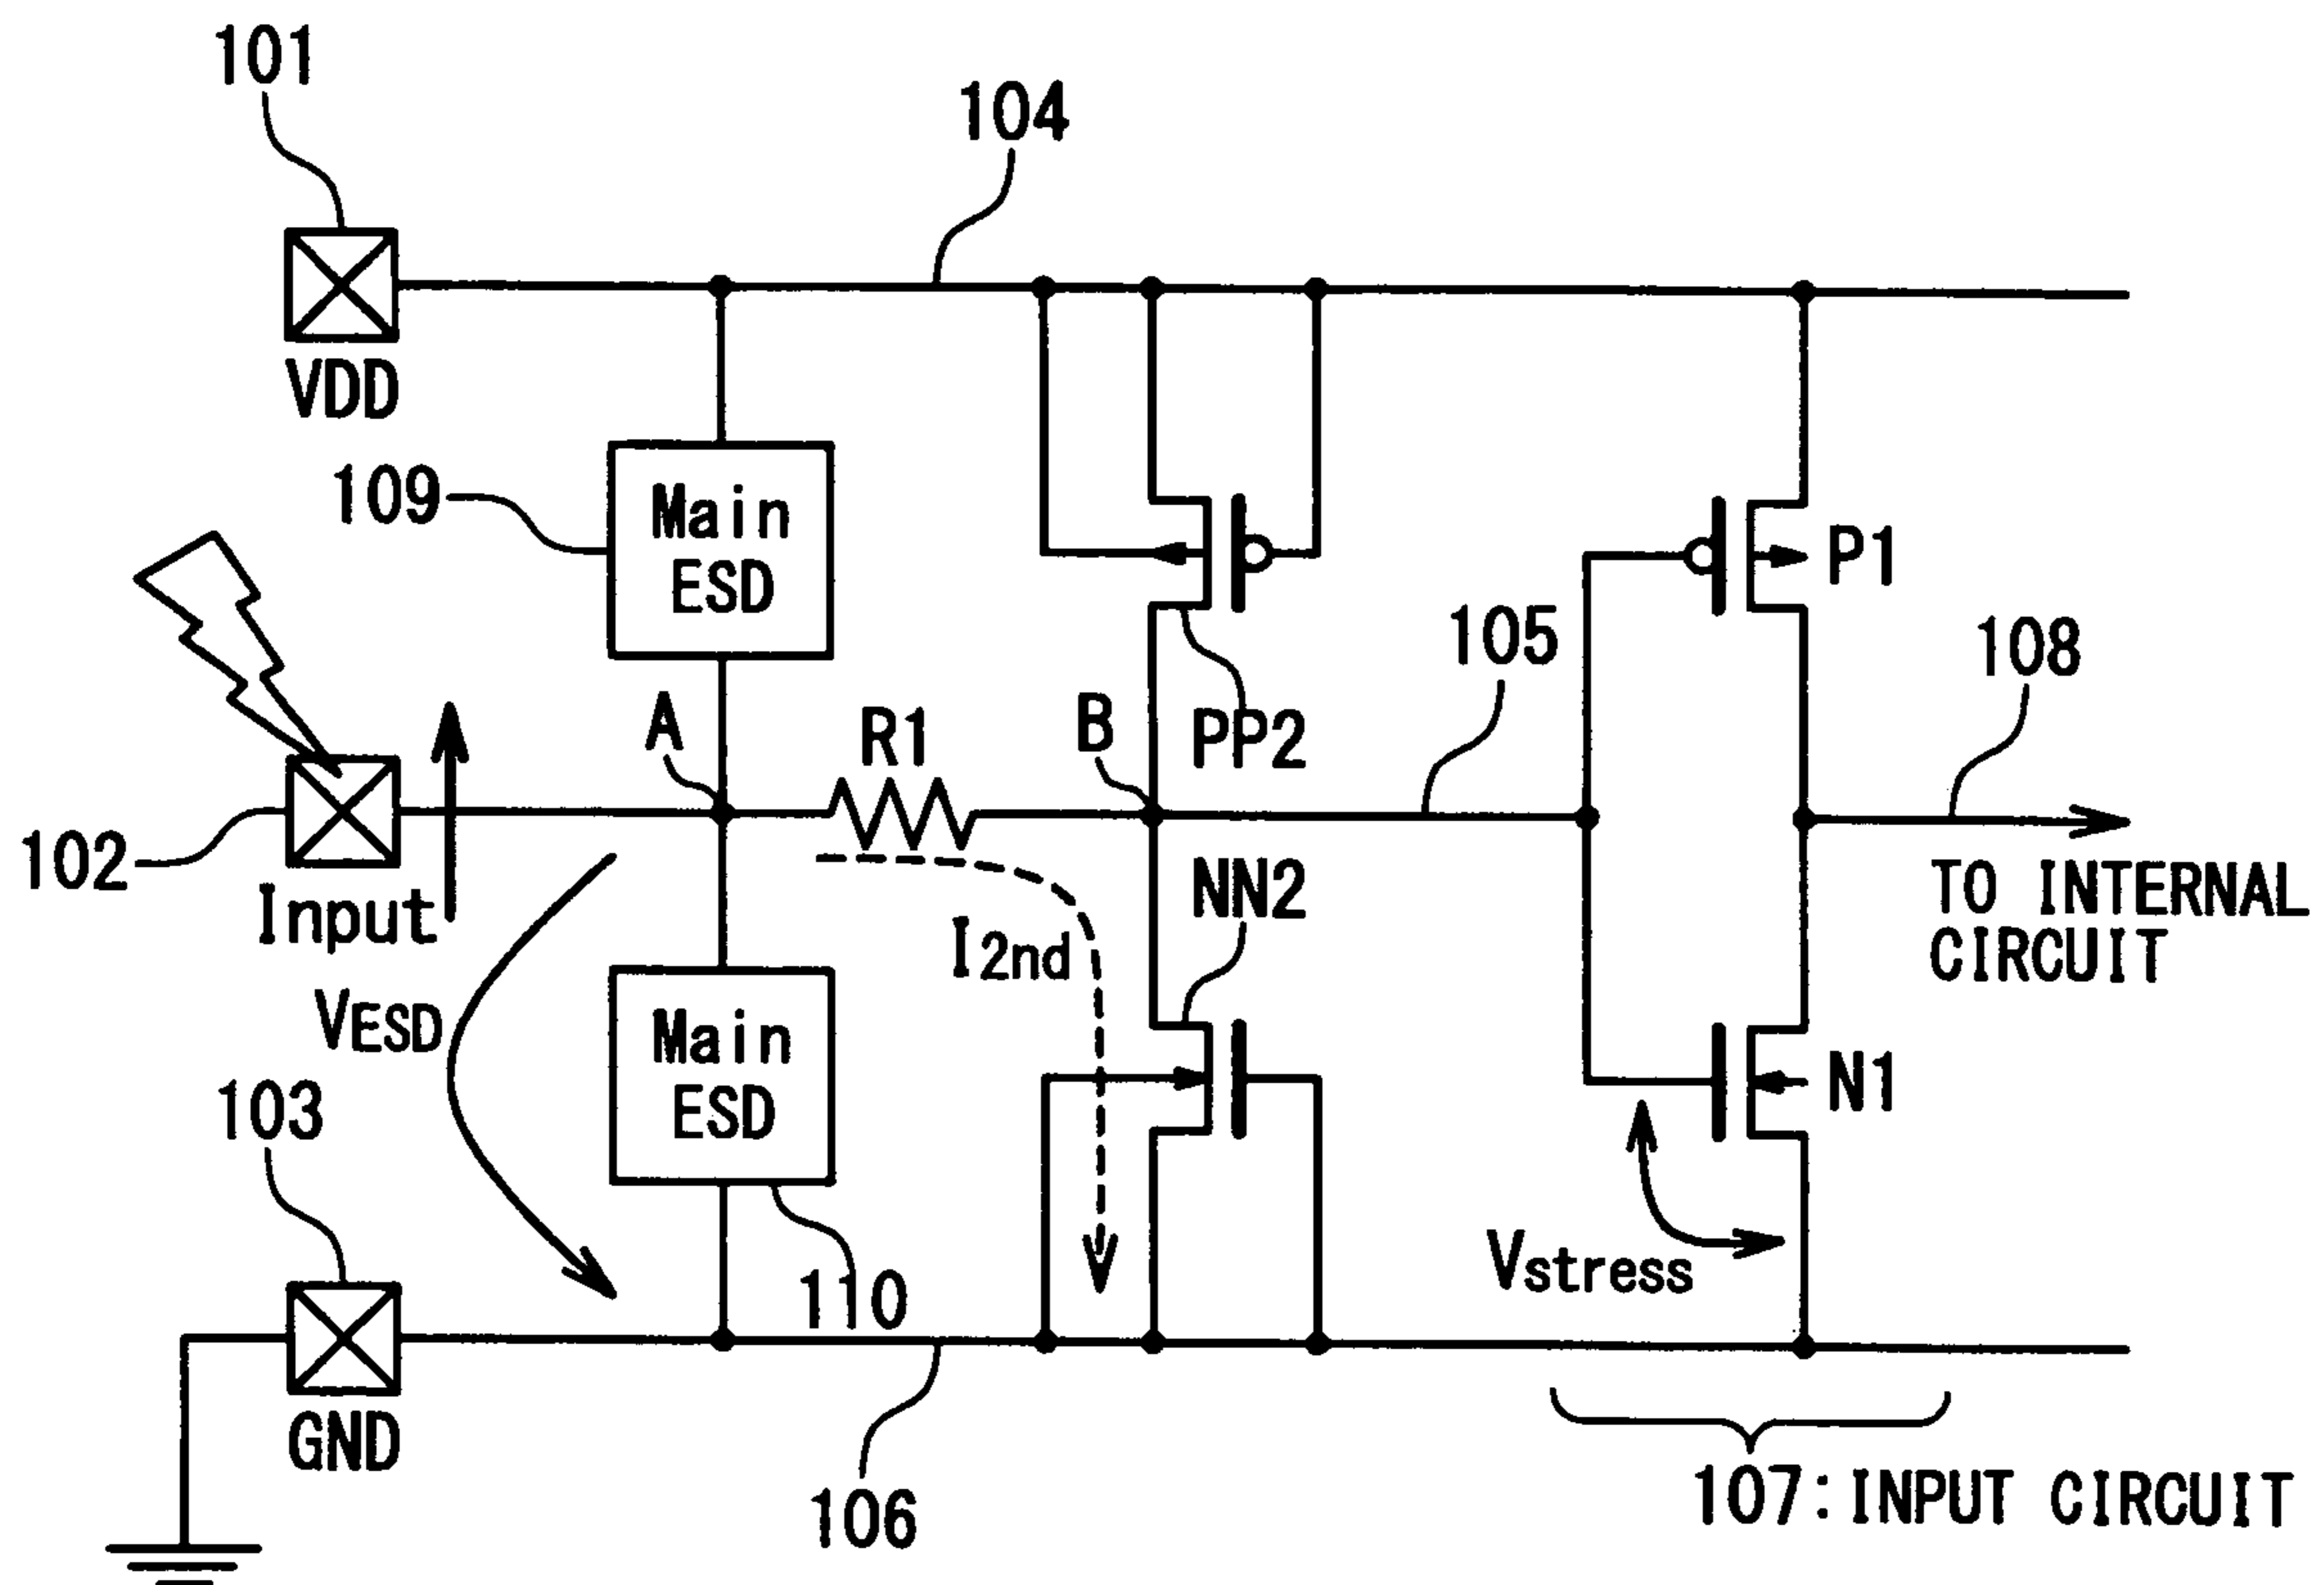 101
104
VDD
109
Main
ESD
P1
105
108
A
R1
B
PP2
102
Input
NN2
I2nd
TO INTERNAL
CIRCUIT
VESD
Main
ESD
N1
103
Vstress
110
GND
106
107:INPUT CIRCUIT